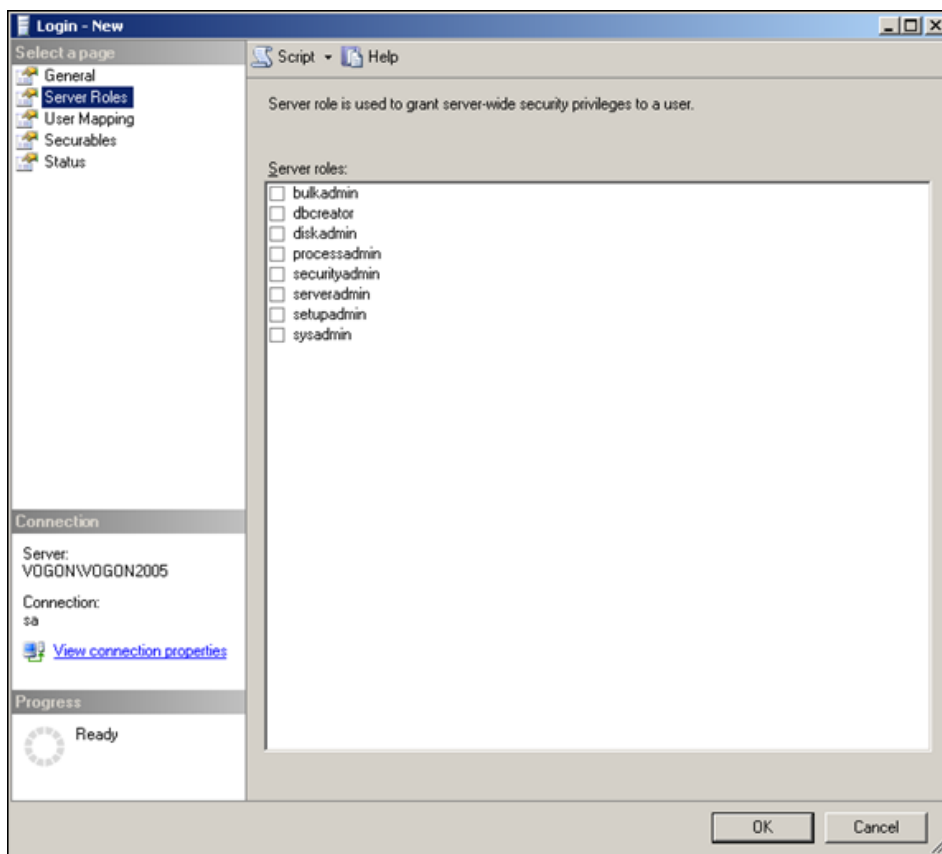 Login - New
Select a page
General
Server Roles
User Mapping
Securables
Status
Script
Help
Server role is used to grant server-wide security privileges to a user.
Server roles:
bulkadmin
dbcreator
diskadmin
processadmin
securityadmin
serveradmin
setupadmin
sysadmin
Connection
Server:
VOGON\VOGON2005
Connection:
sa
View connection properties
Progress
Ready
OK
Cancel